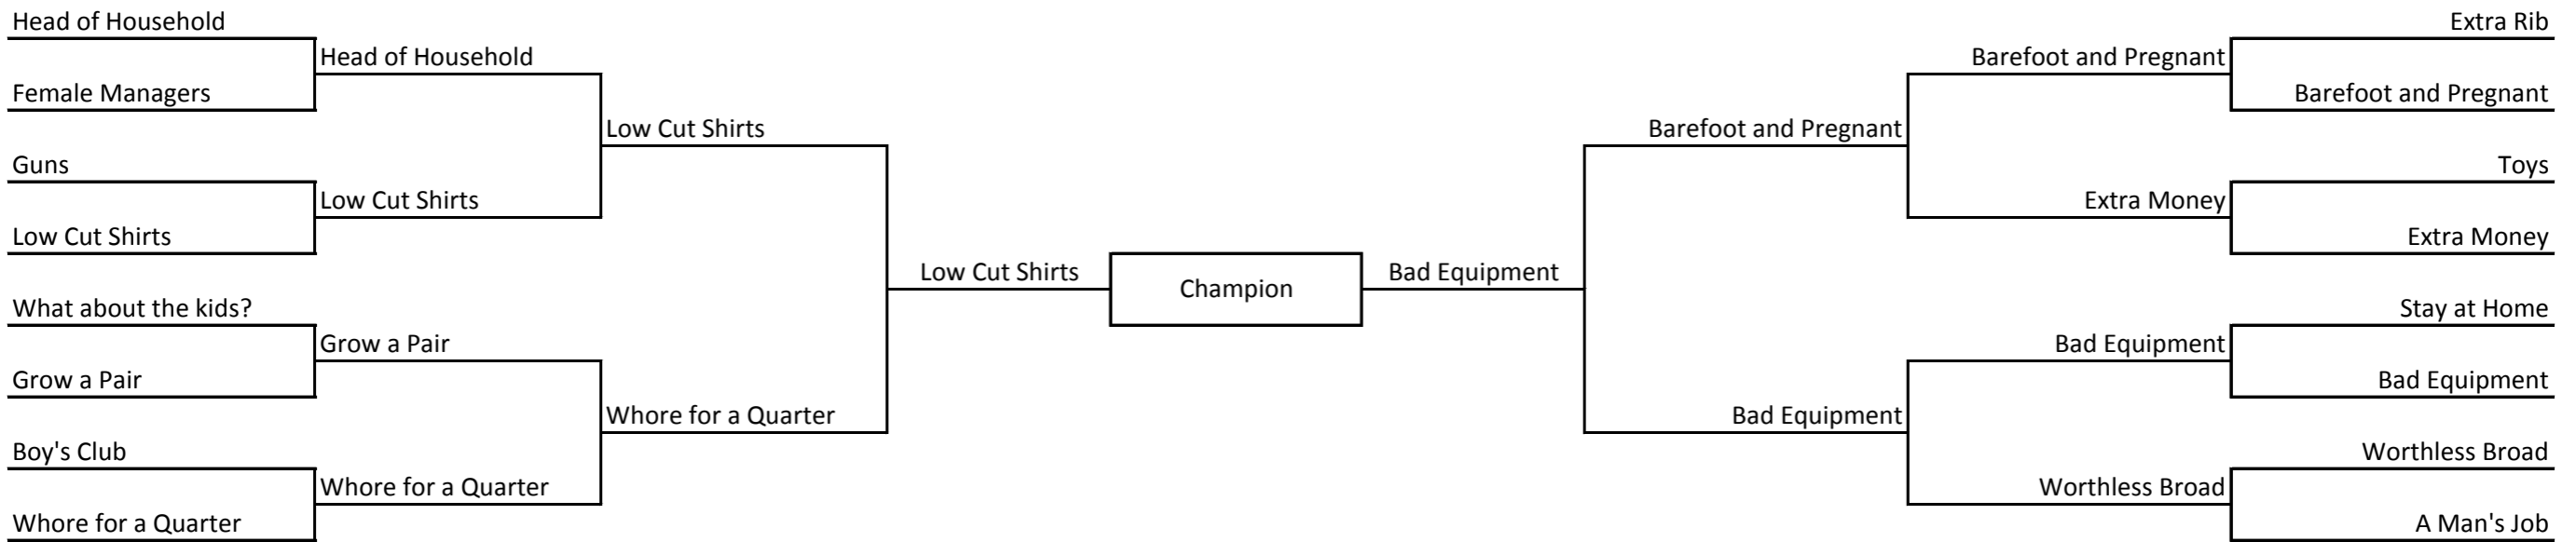 Head of Household
Female Managers
Guns
Low Cut Shirts
What about the kids?
Grow a Pair
Boy's Club
Whore for a Quarter
Head of Household
Low Cut Shirts
Grow a Pair
Whore for a Quarter
Low Cut Shirts
Whore for a Quarter
Low Cut Shirts
Champion
Bad Equipment
Barefoot and Pregnant
Bad Equipment
Barefoot and Pregnant
Extra Money
Bad Equipment
Worthless Broad
Extra Rib
Barefoot and Pregnant
Toys
Extra Money
Stay at Home
Bad Equipment
Worthless Broad
A Man's Job